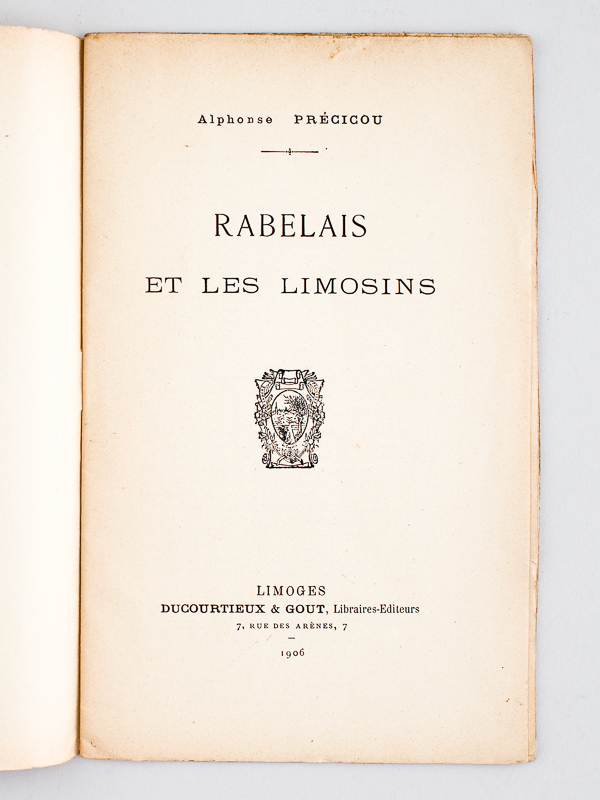 Alphonse PRÉCICOU
RABELAIS
ET LES LIMOSINS
LIMOGES
DUCOURTIEUX & GOUT, Libraires-Editeurs
7, RUE DES ARÈNES, 7
1906